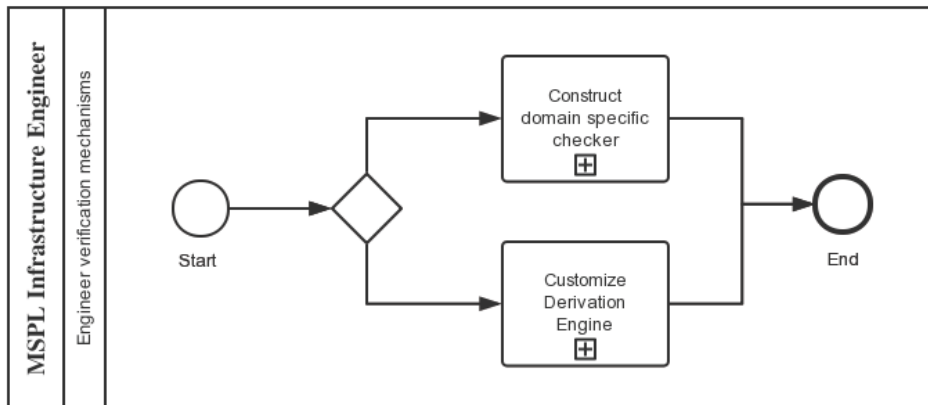 MSPL Infrastructure Engineer
Engineer verification mechanisms
Start
Construct
domain specific
checker
Customize
Derivation
Engine
End